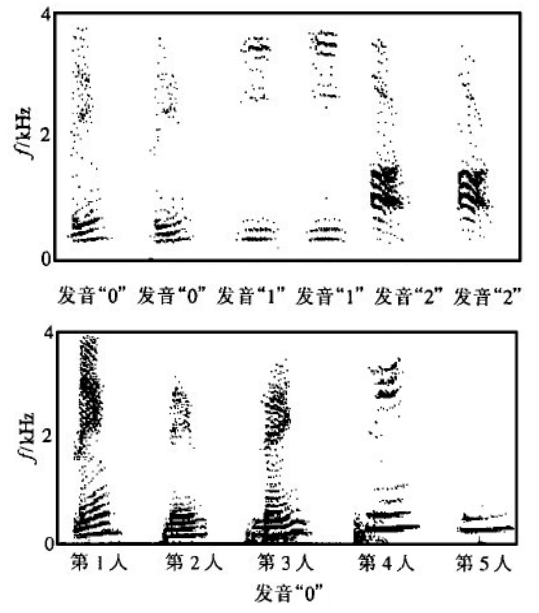 4
f/kHz
2
0
发音“0” 发音“0” 发音“1” 发音“1” 发音“2” 发音“2”
4
f/kHz
2
0
第1人 第2人 第3人 第4人 第5人
发音“0”